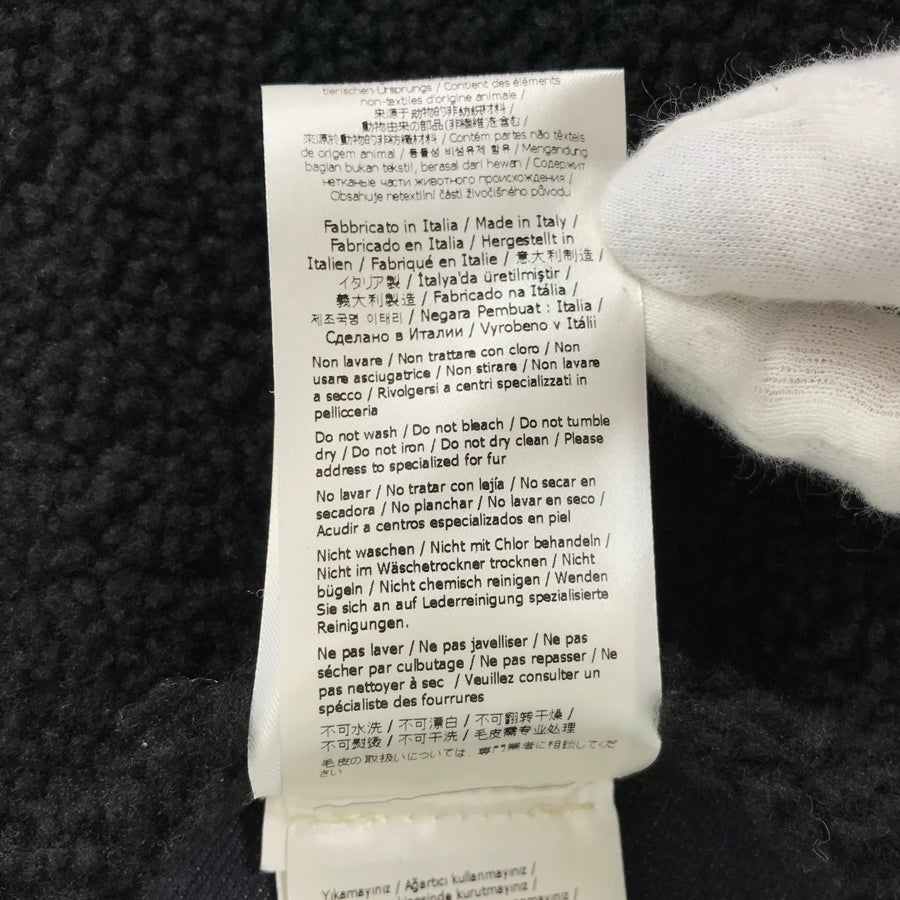 tierischen Ursprungs / Contient des éléments
non-textiles d'origine animale /
来源于动物的非纺织材料 /
動物由来の部品(非繊維)を含む /
來源於動物的非紡織材料 / Contém partes não têxteis
de origem animal / 동물성 비섬유제 함유 / Mengandung
bagian bukan tekstil, berasal dari hewan / Содержит
нетканые части животного происхождения /
Obsahuje netextilní části živočišného původu
Fabbricato in Italia / Made in Italy /
Fabricado en Italia / Hergestellt in
Italien / Fabriqué en Italie / 意大利制造 /
イタリア製 / İtalya'da üretilmiştir /
義大利製造 / Fabricado na Itália /
제조국명 이태리 / Negara Pembuat : Italia /
Сделано в Италии / Vyrobeno v Itálii
Non lavare / Non trattare con cloro / Non
usare asciugatrice / Non stirare / Non lavare
a secco / Rivolgersi a centri specializzati in
pellicceria
Do not wash / Do not bleach / Do not tumble
dry / Do not iron / Do not dry clean / Please
address to specialized for fur
No lavar / No tratar con lejía / No secar en
secadora / No planchar / No lavar en seco /
Acudir a centros especializados en piel
Nicht waschen / Nicht mit Chlor behandeln /
Nicht im Wäschetrockner trocknen / Nicht
bügeln / Nicht chemisch reinigen / Wenden
Sie sich an auf Lederreinigung spezialisierte
Reinigungen.
Ne pas laver / Ne pas javelliser / Ne pas
sécher par culbutage / Ne pas repasser / Ne
pas nettoyer à sec / Veuillez consulter un
spécialiste des fourrures
不可水洗 / 不可漂白 / 不可翻转干燥 /
不可熨烫 / 不可干洗 / 毛皮需专业处理
毛皮の取扱いについては、専門業者に相談してくだ
さい
Yıkamayınız / Ağartıcı kullanmayınız /
kurutmayınız /